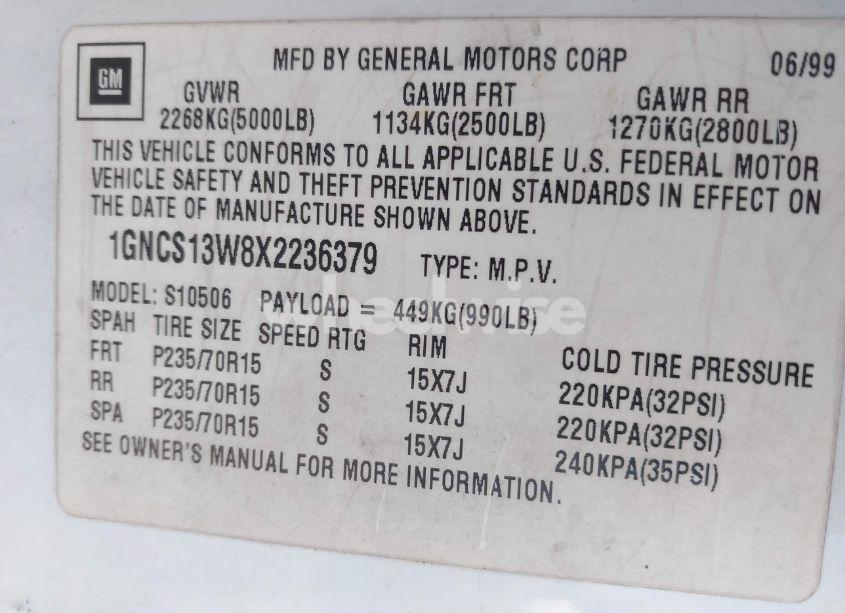 MFD BY GENERAL MOTORS CORP 06/99
GM
GVWR GAWR FRT GAWR RR
2268KG(5000LB) 1134KG(2500LB) 1270KG(2800LB)
THIS VEHICLE CONFORMS TO ALL APPLICABLE U.S. FEDERAL MOTOR
VEHICLE SAFETY AND THEFT PREVENTION STANDARDS IN EFFECT ON
THE DATE OF MANUFACTURE SHOWN ABOVE.
1GNCS13W8X2236379 TYPE: M.P.V.
MODEL: S10506 PAYLOAD = 449KG(990LB)
SPAH TIRE SIZE SPEED RTG RIM COLD TIRE PRESSURE
FRT P235/70R15 S 15X7J 220KPA(32PSI)
RR P235/70R15 S 15X7J 220KPA(32PSI)
SPA P235/70R15 S 15X7J 240KPA(35PSI)
SEE OWNER'S MANUAL FOR MORE INFORMATION.